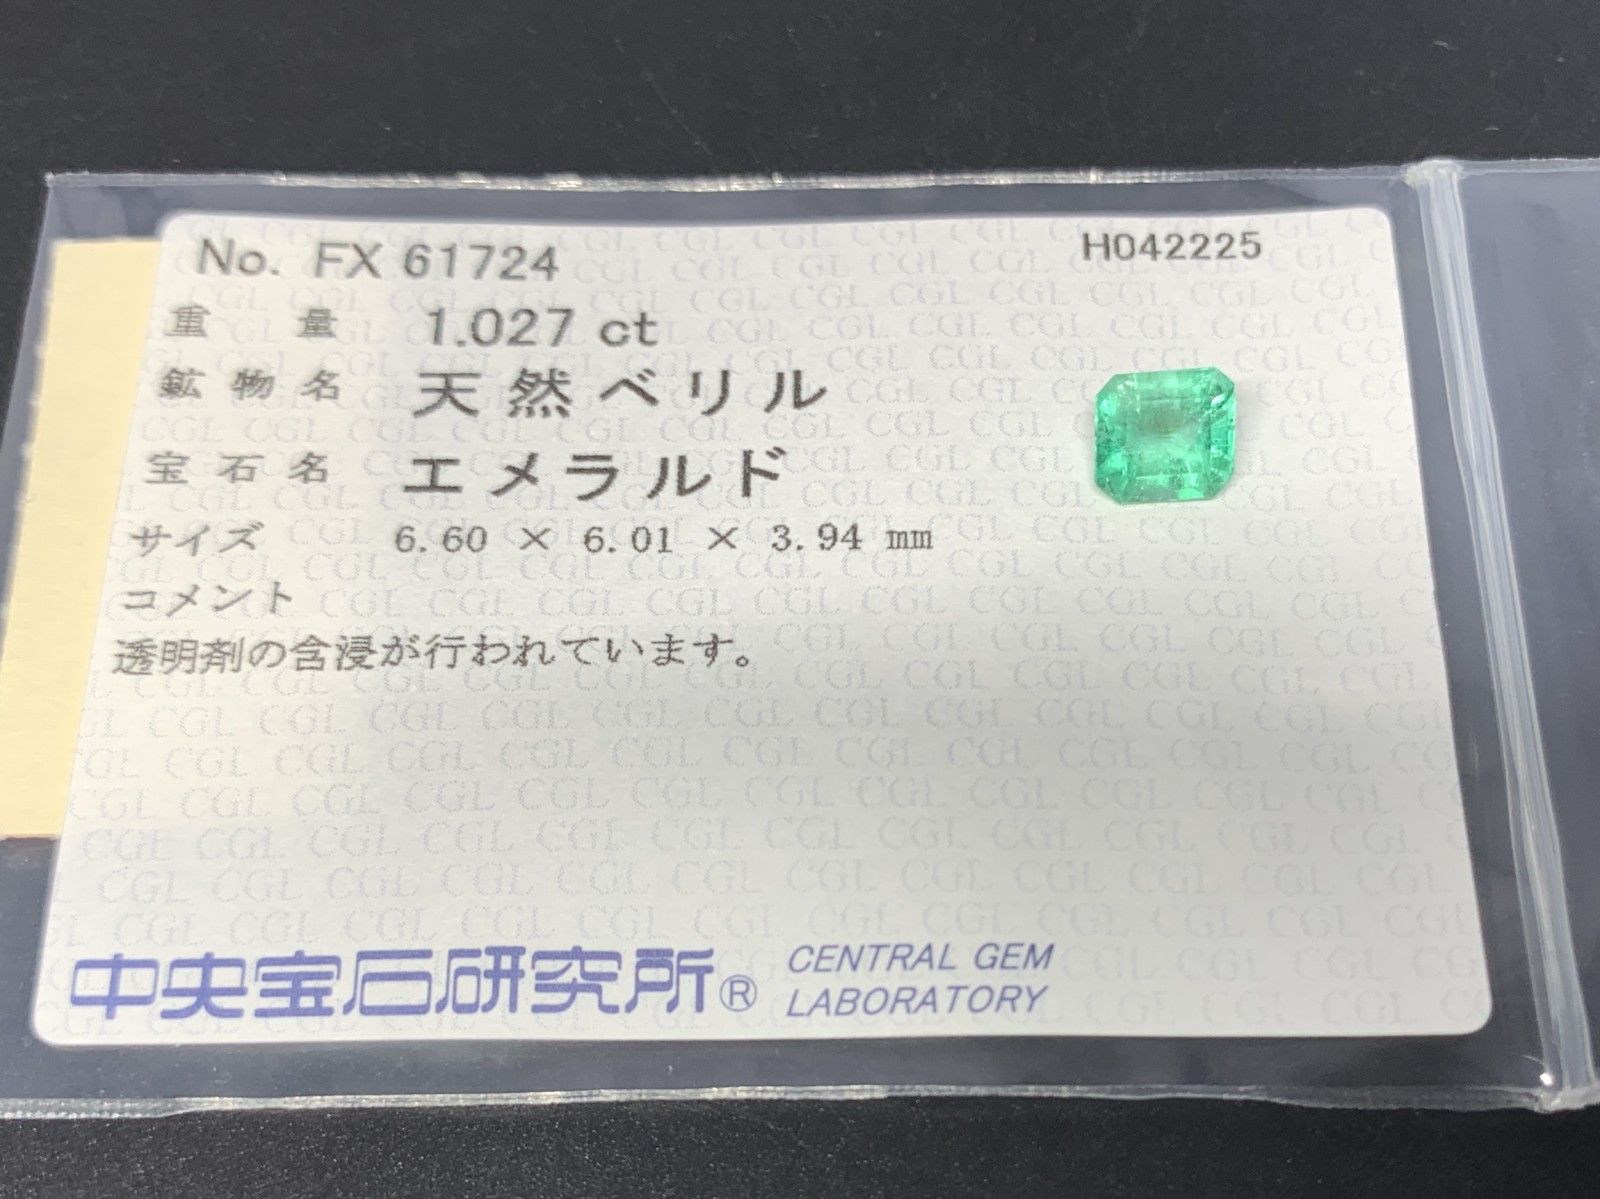 No. FX 61724 H042225
重 量 1.027 ct
鉱 物 名 天 然 ベ リ ル
宝 石 名 エ メ ラ ル ド
サイズ 6.60 × 6.01 × 3.94 mm
コメント
透明剤の含浸が行われています。
中央宝石研究所® CENTRAL GEM
LABORATORY